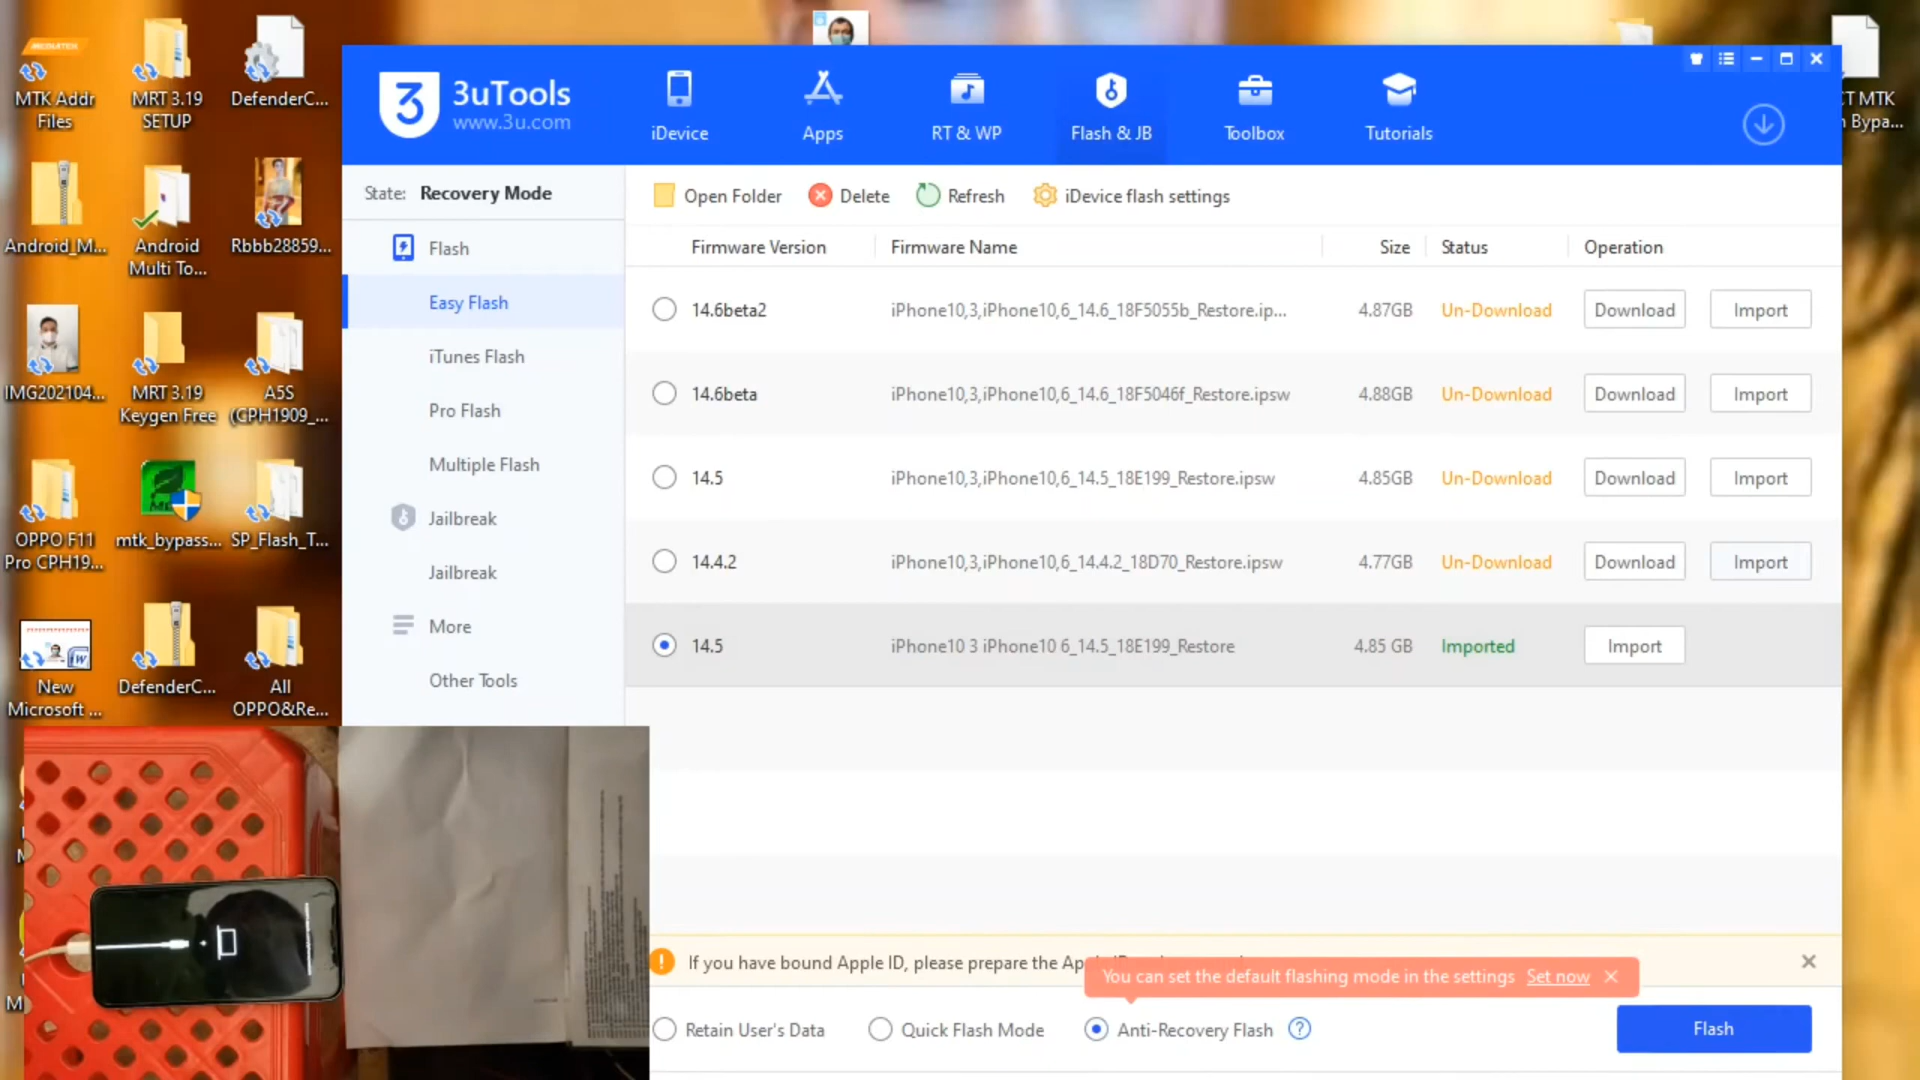 MEDIATEK
MTK Addr
Files
MRT 3.19
SETUP
DefenderC...
Android_M...
Android
Multi To...
Rbbb28859...
IMG202104...
MRT 3.19
Keygen Free
A5S
(CPH1909_...
OPPO F11
Pro CPH19...
mtk_bypass...
SP_Flash_T...
New
Microsoft ...
DefenderC...
All
OPPO&Re...
CT MTK
Bypa...
3uTools
www.3u.com
iDevice
Apps
RT & WP
Flash & JB
Toolbox
Tutorials
State: Recovery Mode
Flash
Easy Flash
iTunes Flash
Pro Flash
Multiple Flash
Jailbreak
Jailbreak
More
Other Tools
Open Folder Delete Refresh iDevice flash settings
Firmware Version Firmware Name Size Status Operation
14.6beta2 iPhone10,3,iPhone10,6_14.6_18F5055b_Restore.ip... 4.87GB Un-Download Download Import
14.6beta iPhone10,3,iPhone10,6_14.6_18F5046f_Restore.ipsw 4.88GB Un-Download Download Import
14.5 iPhone10,3,iPhone10,6_14.5_18E199_Restore.ipsw 4.85GB Un-Download Download Import
14.4.2 iPhone10,3,iPhone10,6_14.4.2_18D70_Restore.ipsw 4.77GB Un-Download Download Import
14.5 iPhone10 3 iPhone10 6_14.5_18E199_Restore 4.85 GB Imported Import
If you have bound Apple ID, please prepare the
You can set the default flashing mode in the settings Set now
Retain User's Data Quick Flash Mode Anti-Recovery Flash Flash